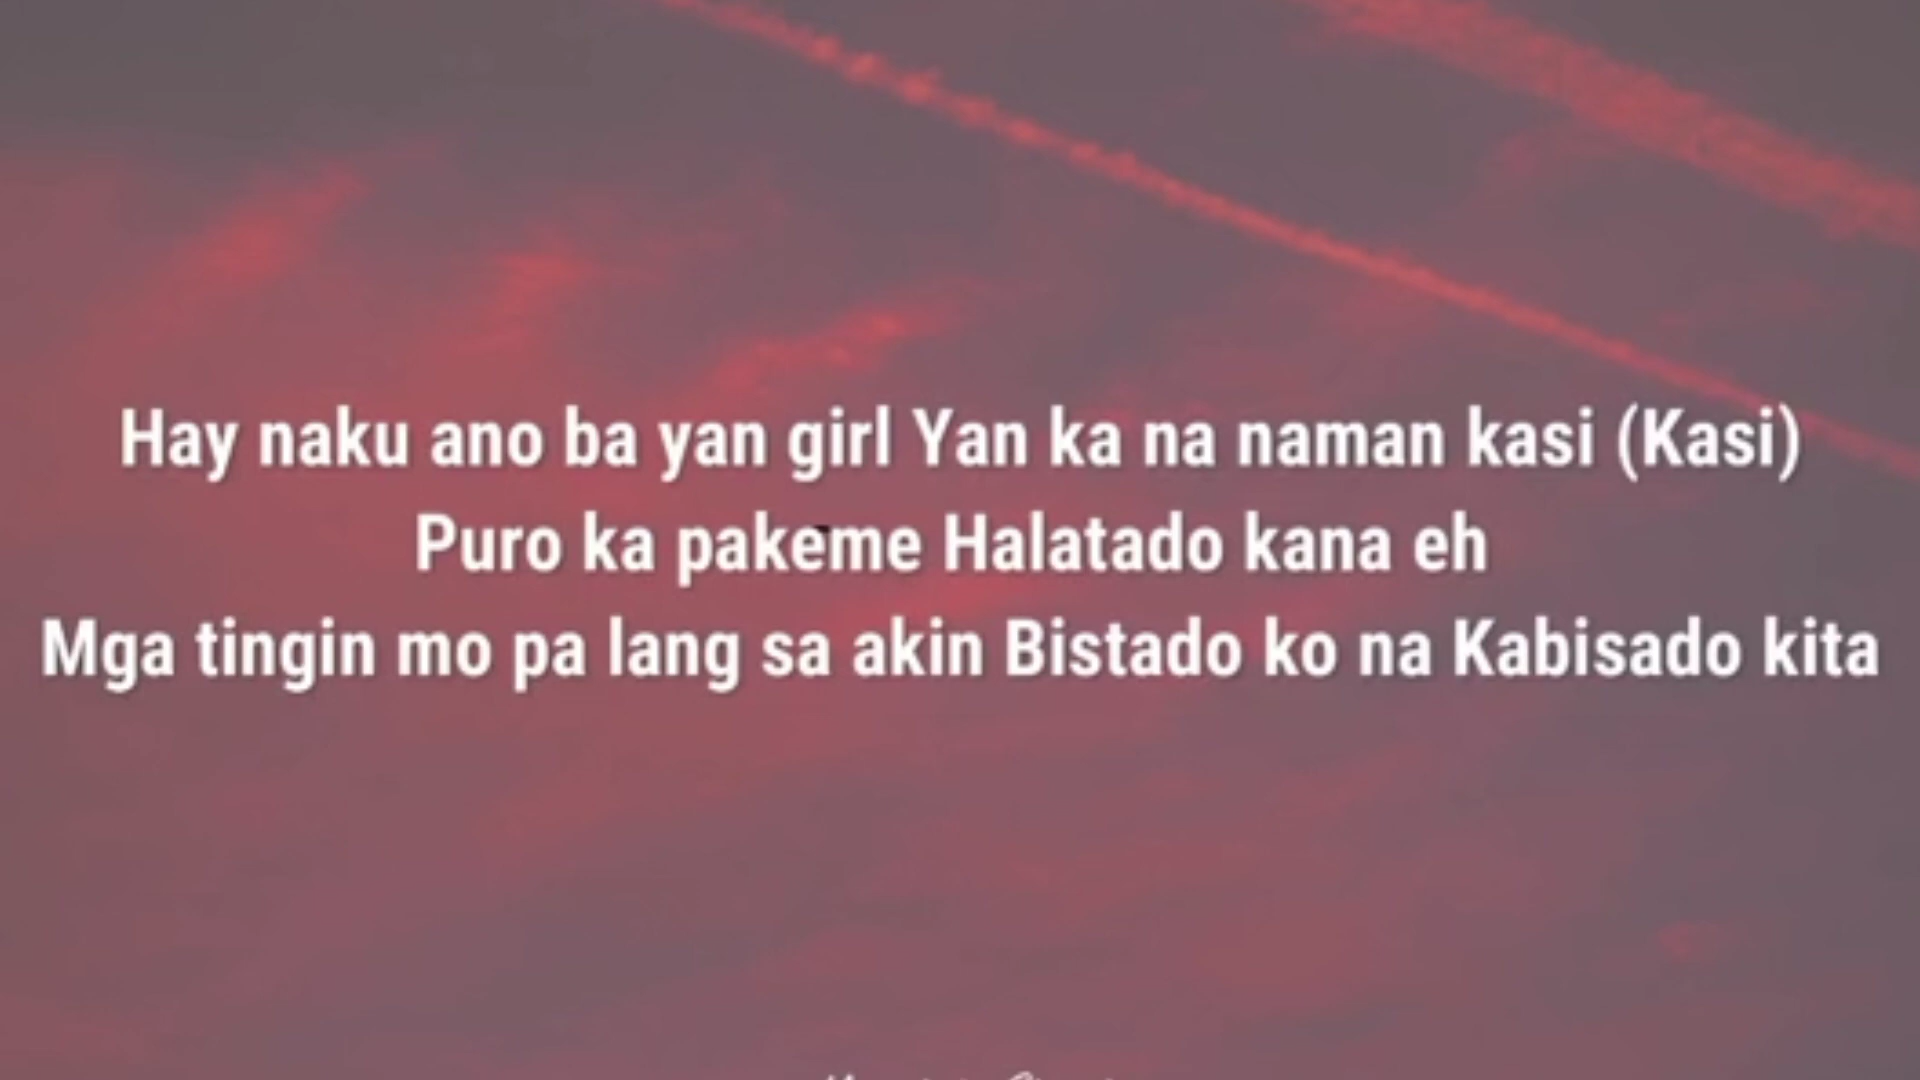 Hay naku ano ba yan girl Yan ka na naman kasi (Kasi)
Puro ka pakeme Halatado kana eh
Mga tingin mo pa lang sa akin Bistado ko na Kabisado kita